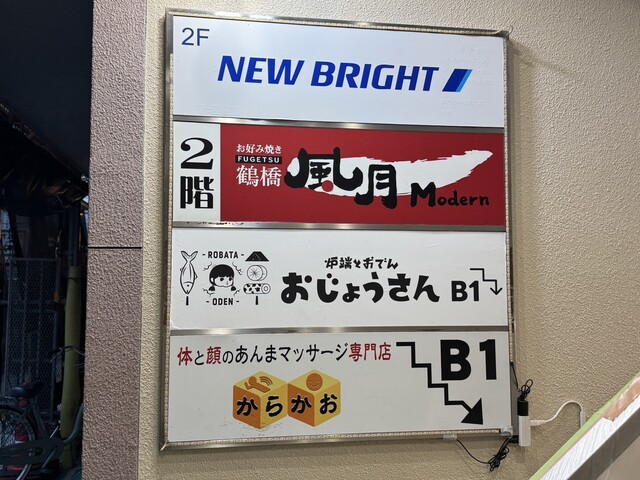 2F
NEW BRIGHT
2階
お好み焼き
FUGETSU
鶴橋
風月
Modern
ROBATA
ODEN
炉端とおでん
おじょうさん B1
体と顔のあんまマッサージ専門店
からかお
B1